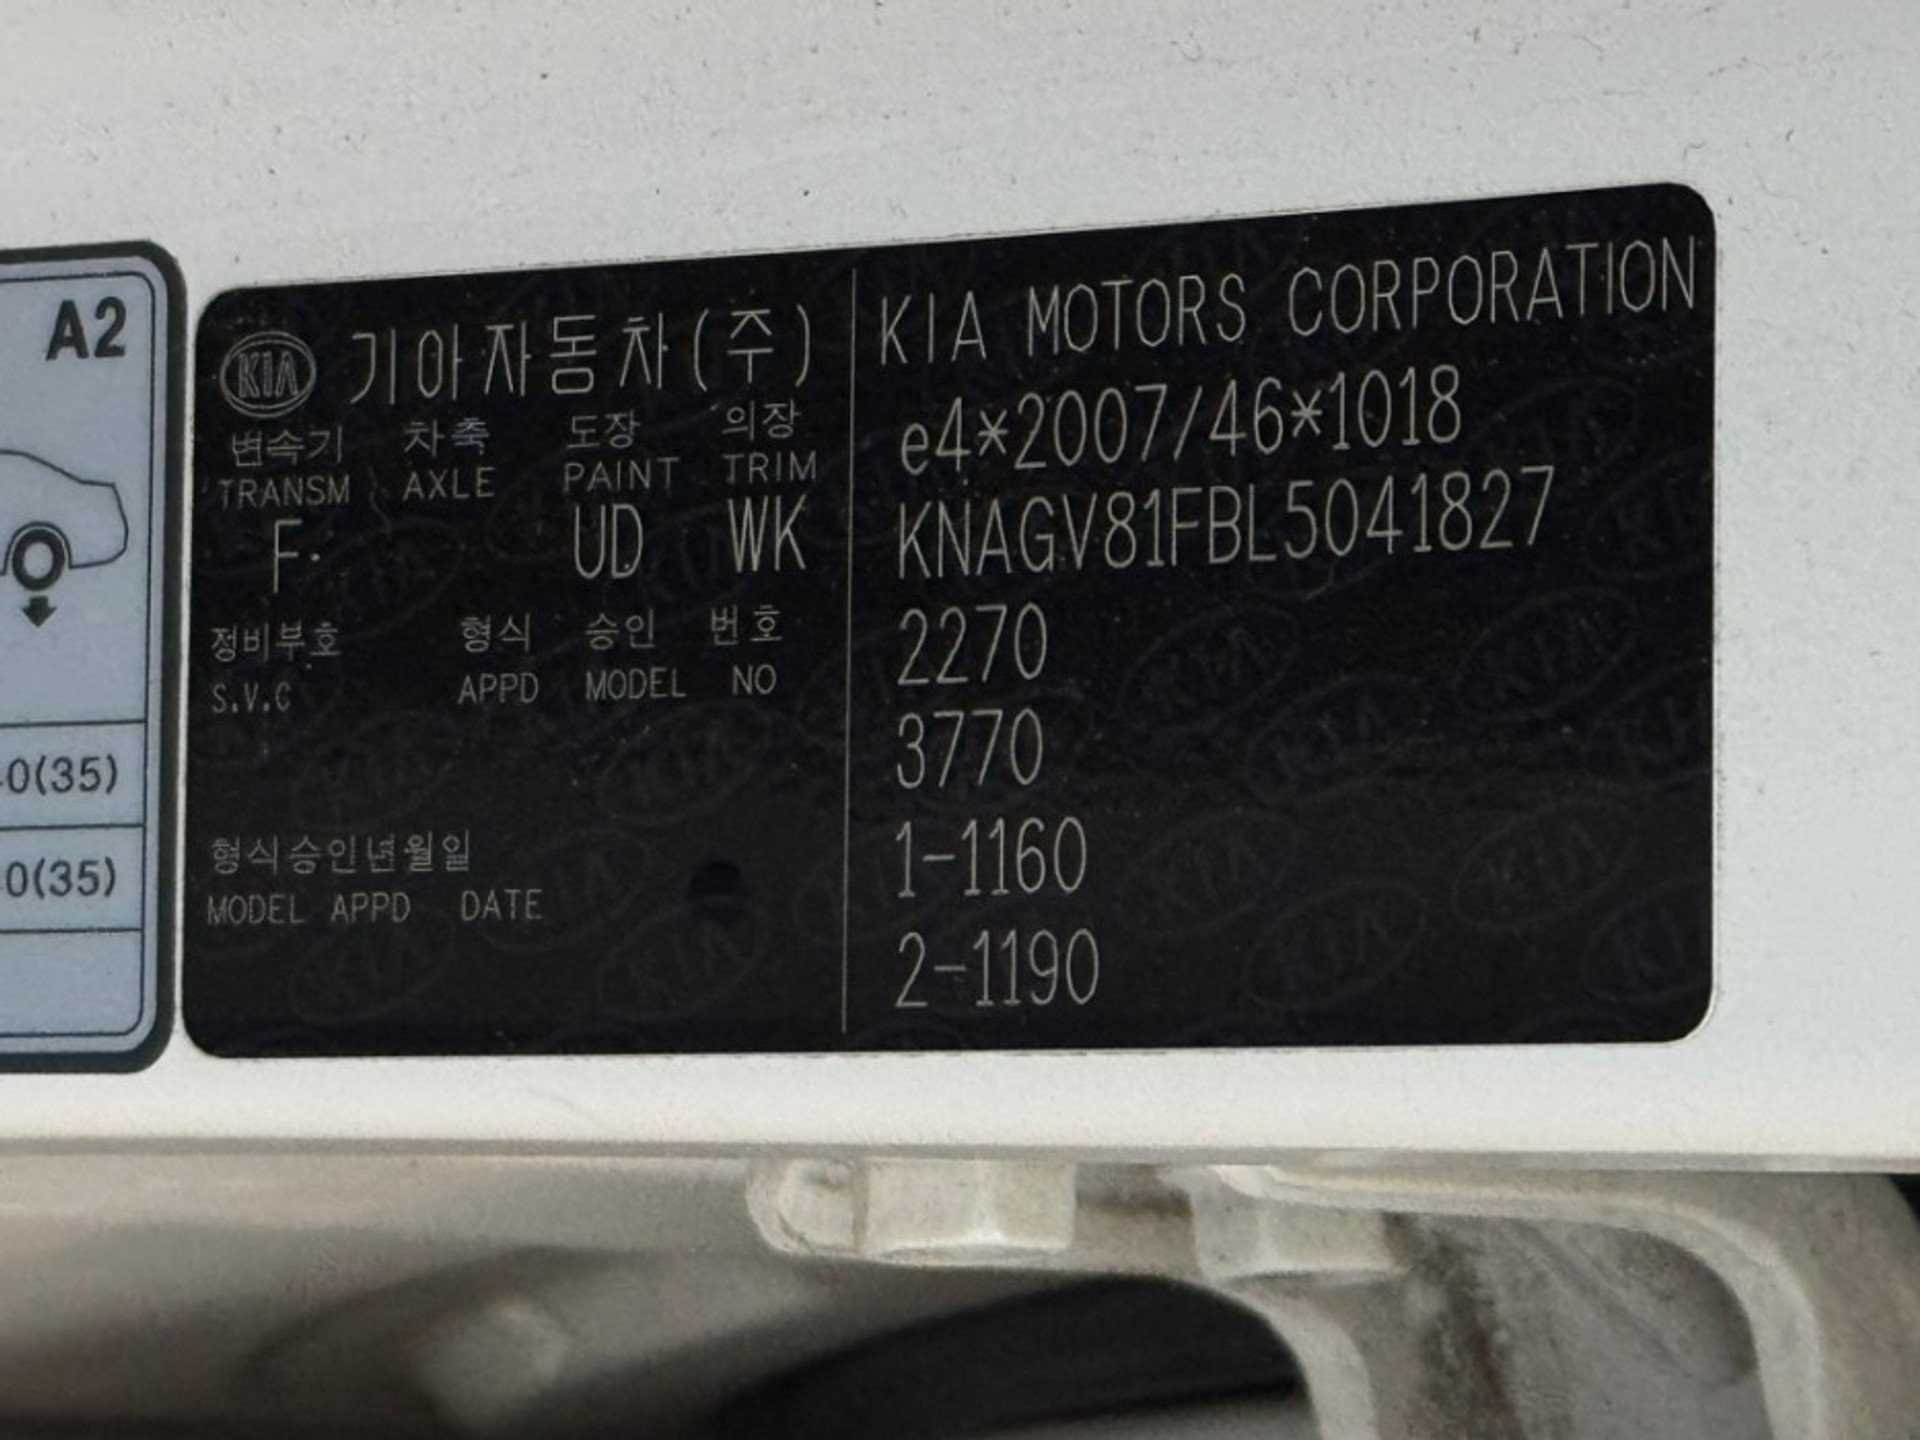 A2
0(35)
0(35)
KIA 기아자동차(주)
변속기 차축 도장 의장
TRANSM AXLE PAINT TRIM
F UD WK
정비부호 형식 승인 번호
S.V.C APPD MODEL NO
형식승인년월일
MODEL APPD DATE
KIA MOTORS CORPORATION
e4*2007/46*1018
KNAGV81FBL5041827
2270
3770
1-1160
2-1190